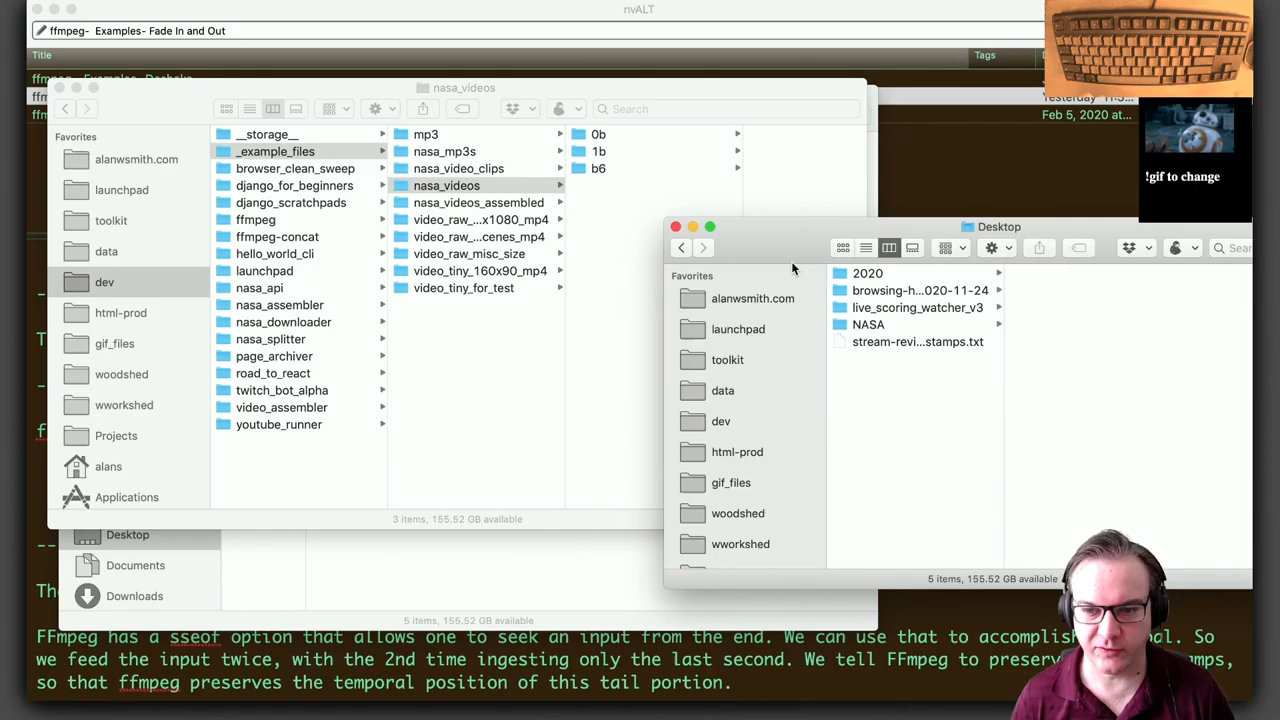 nvALT
ffmpeg- Examples- Fade In and Out
Title
Tags
ffmpeg- Examples-
ffm
ffm
Feb 5, 2020 at...
!gif to change
nasa_videos
Search
Favorites
alanwsmith.com
launchpad
toolkit
data
dev
html-prod
gif_files
woodshed
wworkshed
Projects
alans
Applications
__storage__
_example_files
browser_clean_sweep
django_for_beginners
django_scratchpads
ffmpeg
ffmpeg-concat
hello_world_cli
launchpad
nasa_api
nasa_assembler
nasa_downloader
nasa_splitter
page_archiver
road_to_react
twitch_bot_alpha
video_assembler
youtube_runner
mp3
nasa_mp3s
nasa_video_clips
nasa_videos
nasa_videos_assembled
video_raw_...x1080_mp4
video_raw_...cenes_mp4
video_raw_misc_size
video_tiny_160x90_mp4
video_tiny_for_test
0b
1b
b6
3 items, 155.52 GB available
Desktop
Documents
Downloads
5 items, 155.52 GB available
Desktop
Sear
Favorites
alanwsmith.com
launchpad
toolkit
data
dev
html-prod
gif_files
woodshed
wworkshed
2020
browsing-h...020-11-24
live_scoring_watcher_v3
NASA
stream-revi...stamps.txt
5 items, 155.52 GB available
FFmpeg has a sseof option that allows one to seek an input from the end. We can use that to accomplish al. So
we feed the input twice, with the 2nd time ingesting only the last second. We tell FFmpeg to preserv amps,
so that ffmpeg preserves the temporal position of this tail portion.